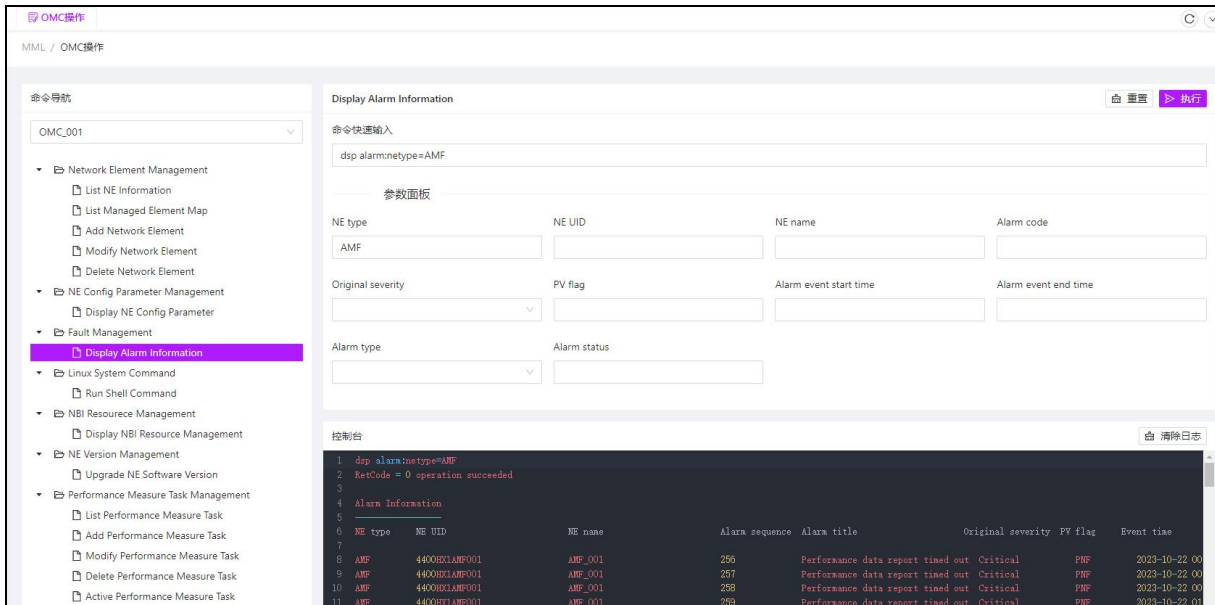 OMC操作
MML / OMC操作
命令导航
OMC_001
Network Element Management
List NE Information
List Managed Element Map
Add Network Element
Modify Network Element
Delete Network Element
NE Config Parameter Management
Display NE Config Parameter
Fault Management
Display Alarm Information
Linux System Command
Run Shell Command
NBI Resourece Management
Display NBI Resource Management
NE Version Management
Upgrade NE Software Version
Performance Measure Task Management
List Performance Measure Task
Add Performance Measure Task
Modify Performance Measure Task
Delete Performance Measure Task
Active Performance Measure Task
Display Alarm Information 重置 执行
命令快速输入
dsp alarm:netype=AMF
参数面板
NE type NE UID NE name Alarm code
AMF
Original severity PV flag Alarm event start time Alarm event end time
Alarm type Alarm status
控制台 清除日志
1 dsp alarm:netype=AMF
2 RetCode = 0 operation succeeded
3
4 Alarm Information
5
6 NE type NE UID NE name Alarm sequence Alarm title Original severity PV flag Event time
7
8 AMF 4400HX1AMF001 AMF_001 256 Performance data report timed out Critical PNF 2023-10-22 00
9 AMF 4400HX1AMF001 AMF_001 257 Performance data report timed out Critical PNF 2023-10-22 00
10 AMF 4400HX1AMF001 AMF_001 258 Performance data report timed out Critical PNF 2023-10-22 00
11 AMF 4400HX1AMF001 AMF_001 259 Performance data report timed out Critical PNF 2023-10-22 01